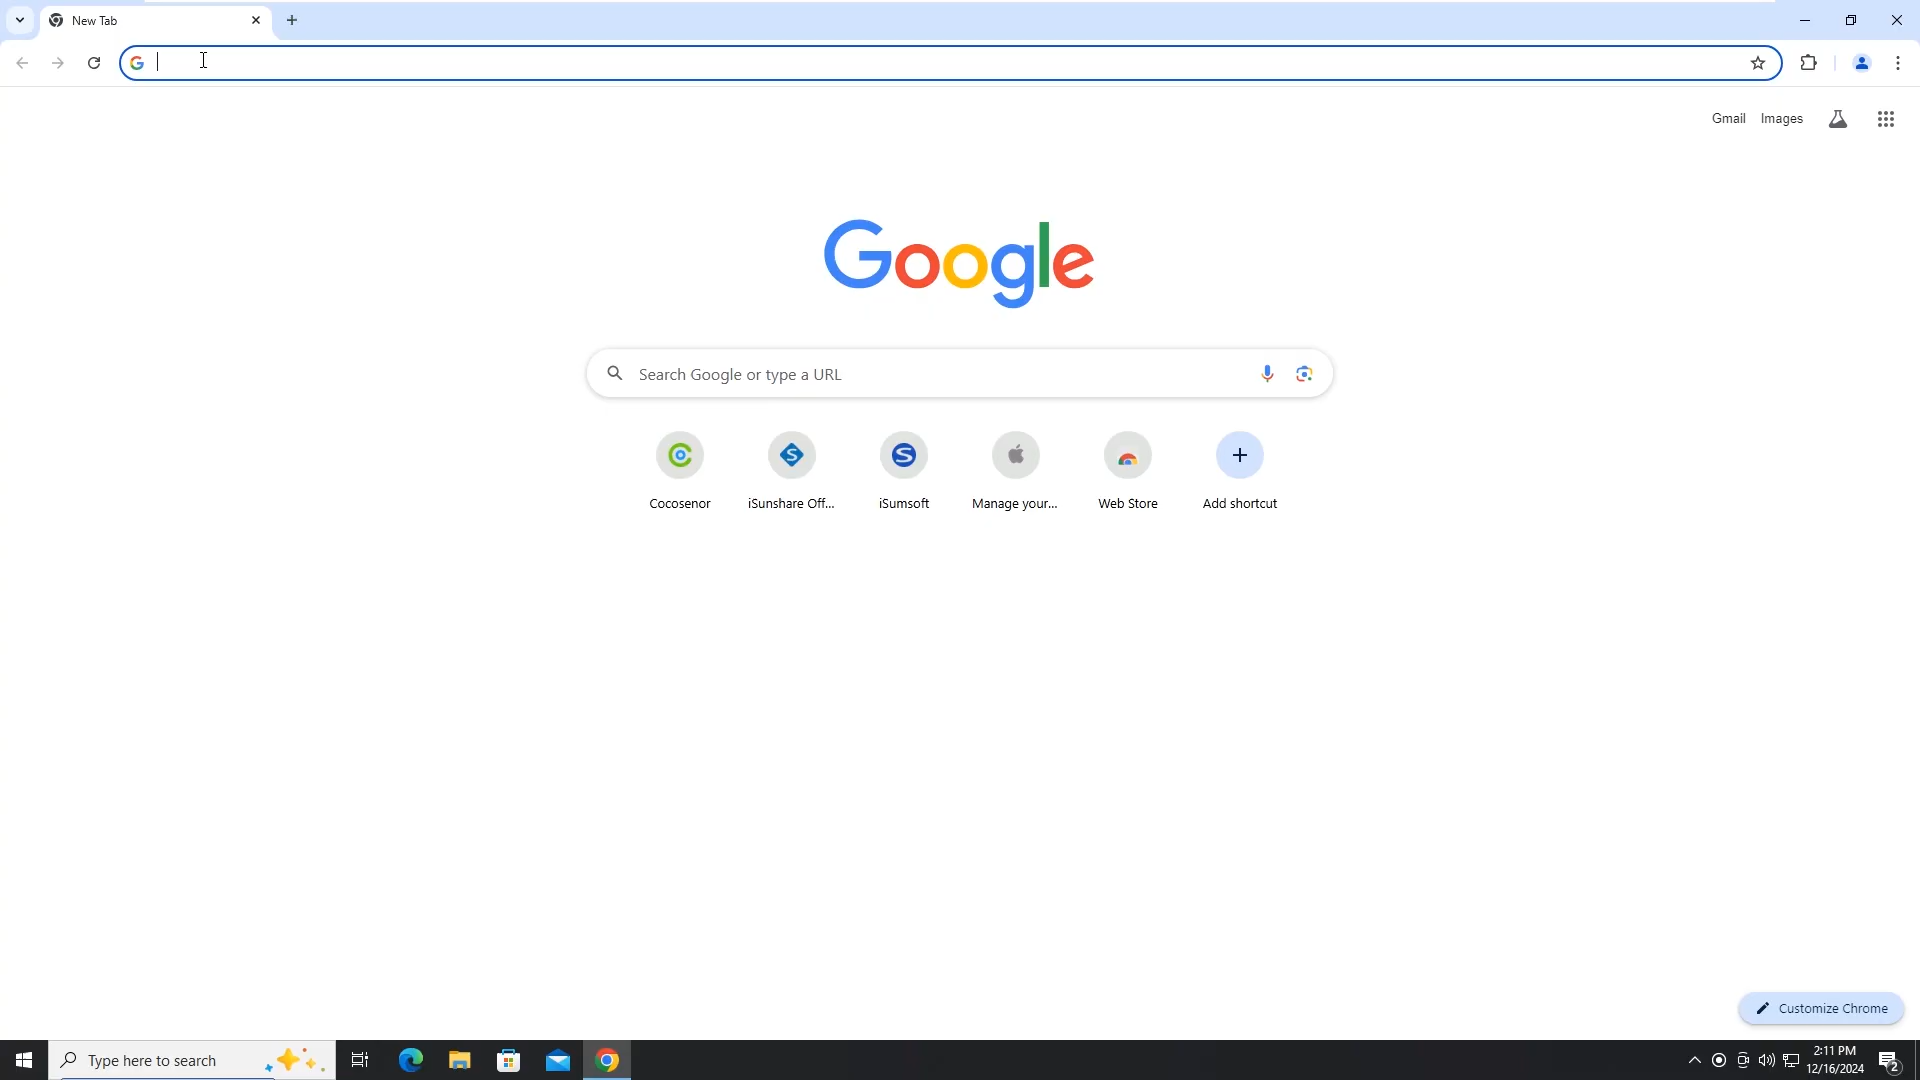 New Tab
Gmail Images
Google
Search Google or type a URL
Cocosenor iSunshare Off... iSumsoft Manage your... Web Store Add shortcut
Customize Chrome
Type here to search
2:11 PM
12/16/2024
2